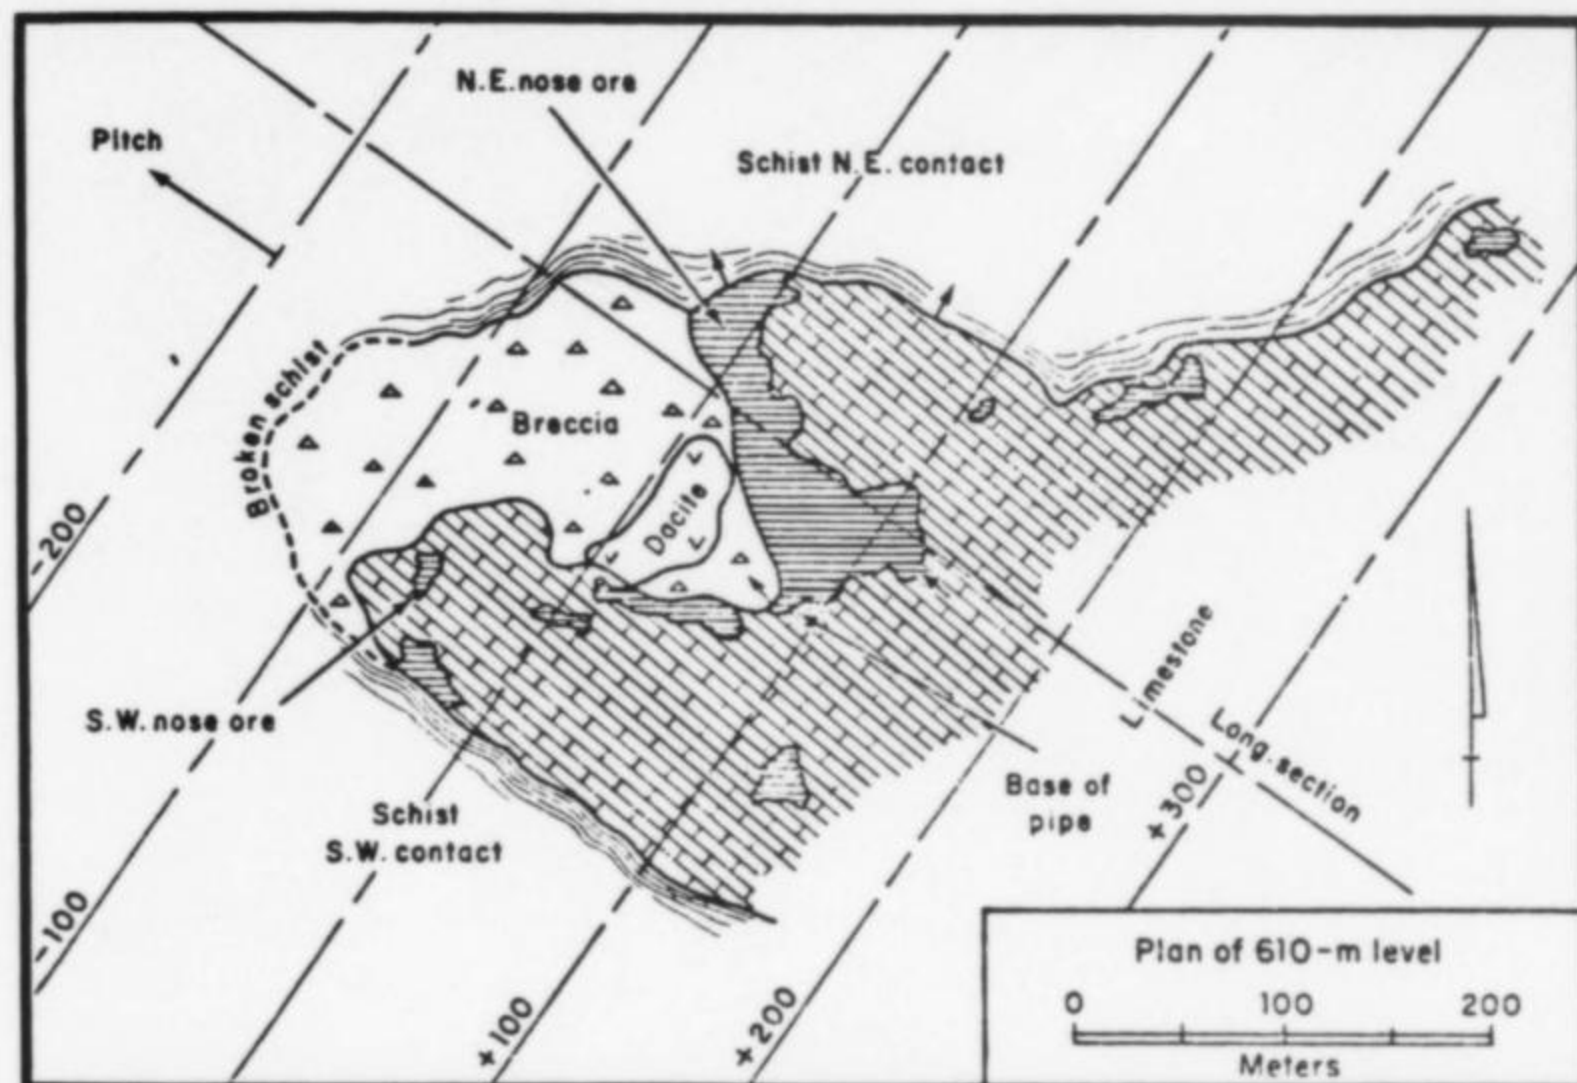 N.E. nose ore
Pitch
Schist N.E. contact
Broken schist
Breccia
Dacite
-200
S.W. nose ore
Limestone
Long. section
Base of
pipe
+300
Schist
S.W. contact
-100
+100
+200
Plan of 610-m level
0 100 200
Meters